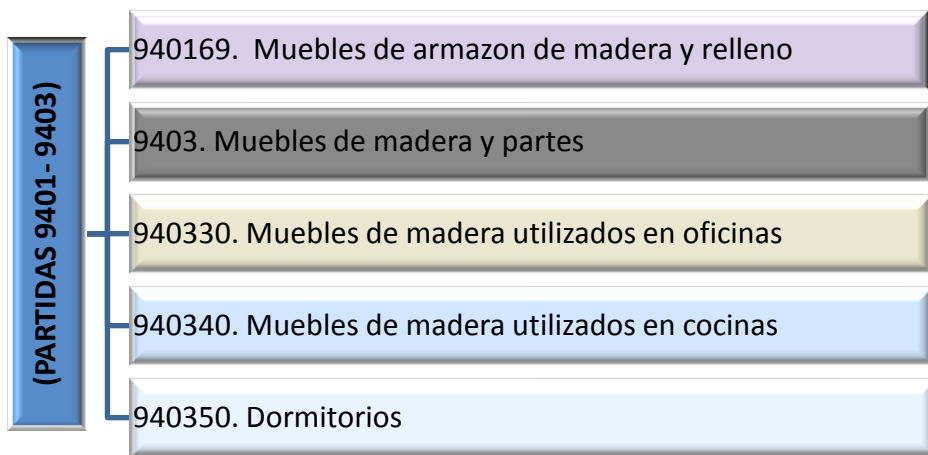 (PARTIDAS 9401- 9403)
940169.  Muebles de armazon de madera y relleno
9403. Muebles de madera y partes
940330. Muebles de madera utilizados en oficinas
940340. Muebles de madera utilizados en cocinas
940350. Dormitorios